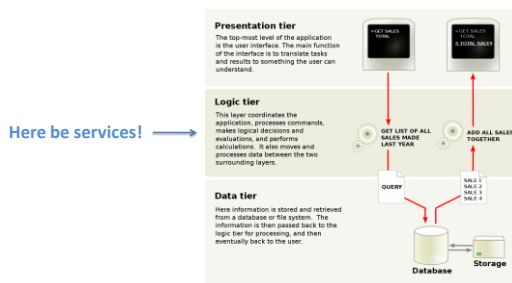 Presentation tier
The top-most level of the application
is the user interface. The main function
of the interface is to translate tasks
and results to something the user can
understand.
>GET SALES
TOTAL
>GET SALES
TOTAL
4 TOTAL SALES
Here be services!
Logic tier
This layer coordinates the
application, processes commands,
makes logical decisions and
evaluations, and performs
calculations. It also moves and
processes data between the two
surrounding layers.
GET LIST OF ALL
SALES MADE
LAST YEAR
ADD ALL SALES
TOGETHER
Data tier
Here information is stored and retrieved
from a database or file system. The
information is then passed back to the
logic tier for processing, and then
eventually back to the user.
QUERY
SALE 1
SALE 2
SALE 3
SALE 4
Database
Storage